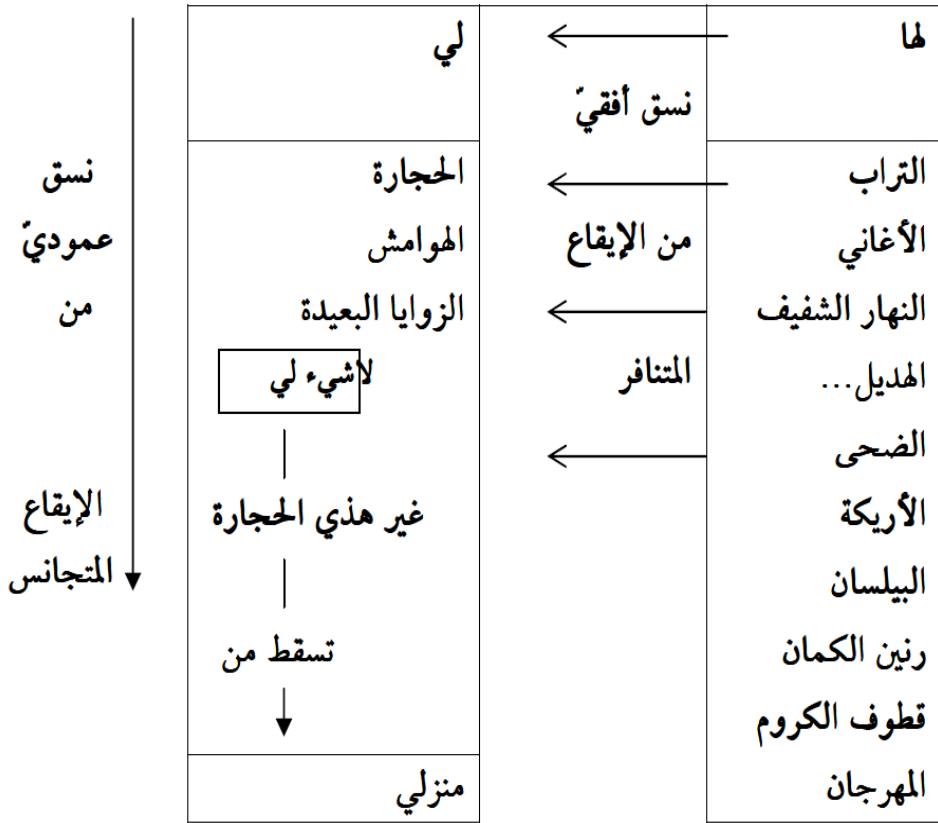 لها
التراب
الأغاني
النهار الشفيف
الهديل...
الضحى
الأريكة
البيلسان
رنين الكمان
قطوف الكروم
المهرجان
نسق أفقيّ
من الإيقاع
المتنافر
لي
الحجارة
الهوامش
الزوايا البعيدة
لاشيء لي
غير هذي الحجارة
تسقط من
منزلي
نسق
عموديّ
من
الإيقاع
المتجانس